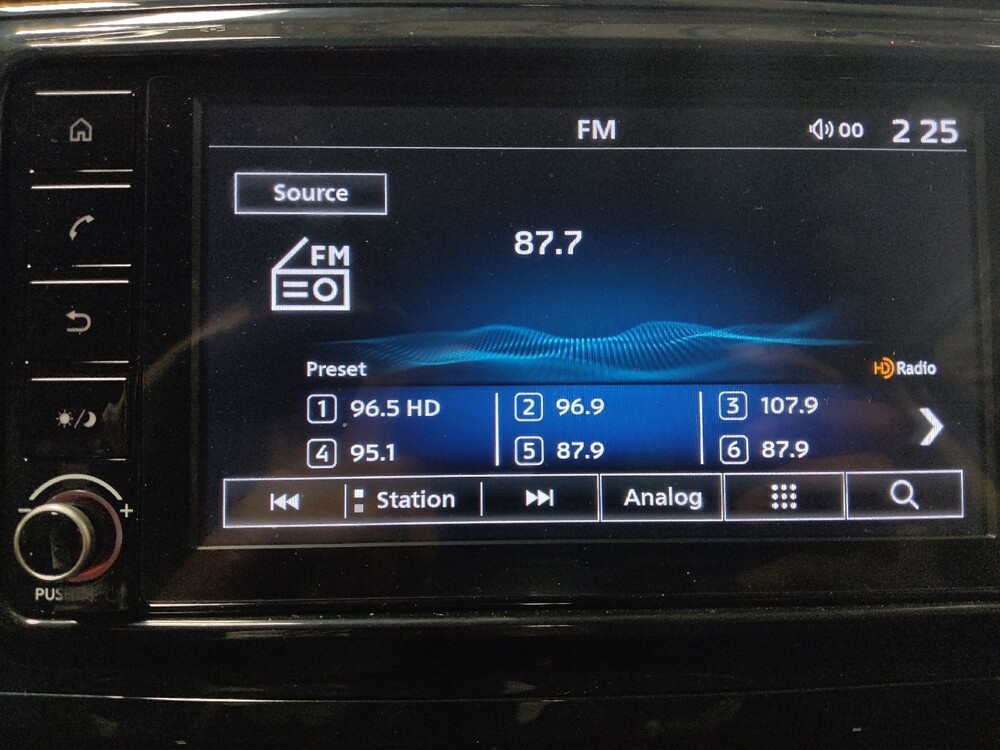 FM
00
2 25
Source
FM
87.7
Preset
HD Radio
1 96.5 HD
2 96.9
3 107.9
4 95.1
5 87.9
6 87.9
Station
Analog
- +